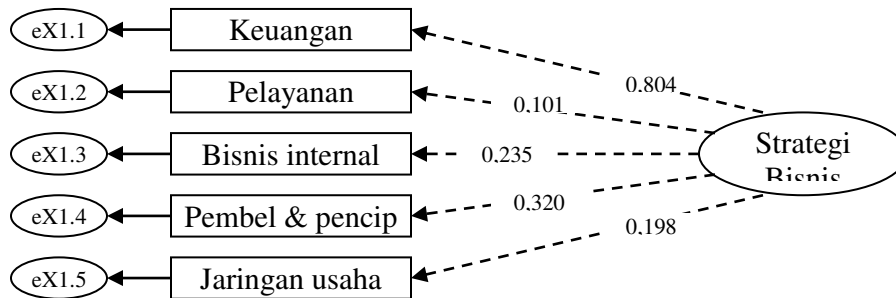 eX1.1 Keuangan
0,804
eX1.2 Pelayanan
0,101
Strategi
Bisnis
eX1.3 Bisnis internal
0,235
eX1.4 Pembel & pencip
0,320
0,198
eX1.5 Jaringan usaha